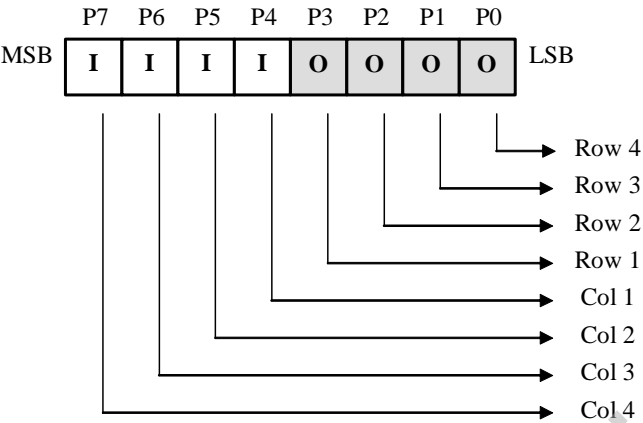 P7 P6 P5 P4 P3 P2 P1 P0
MSB I I I I O O O O LSB
Row 4
Row 3
Row 2
Row 1
Col 1
Col 2
Col 3
Col 4